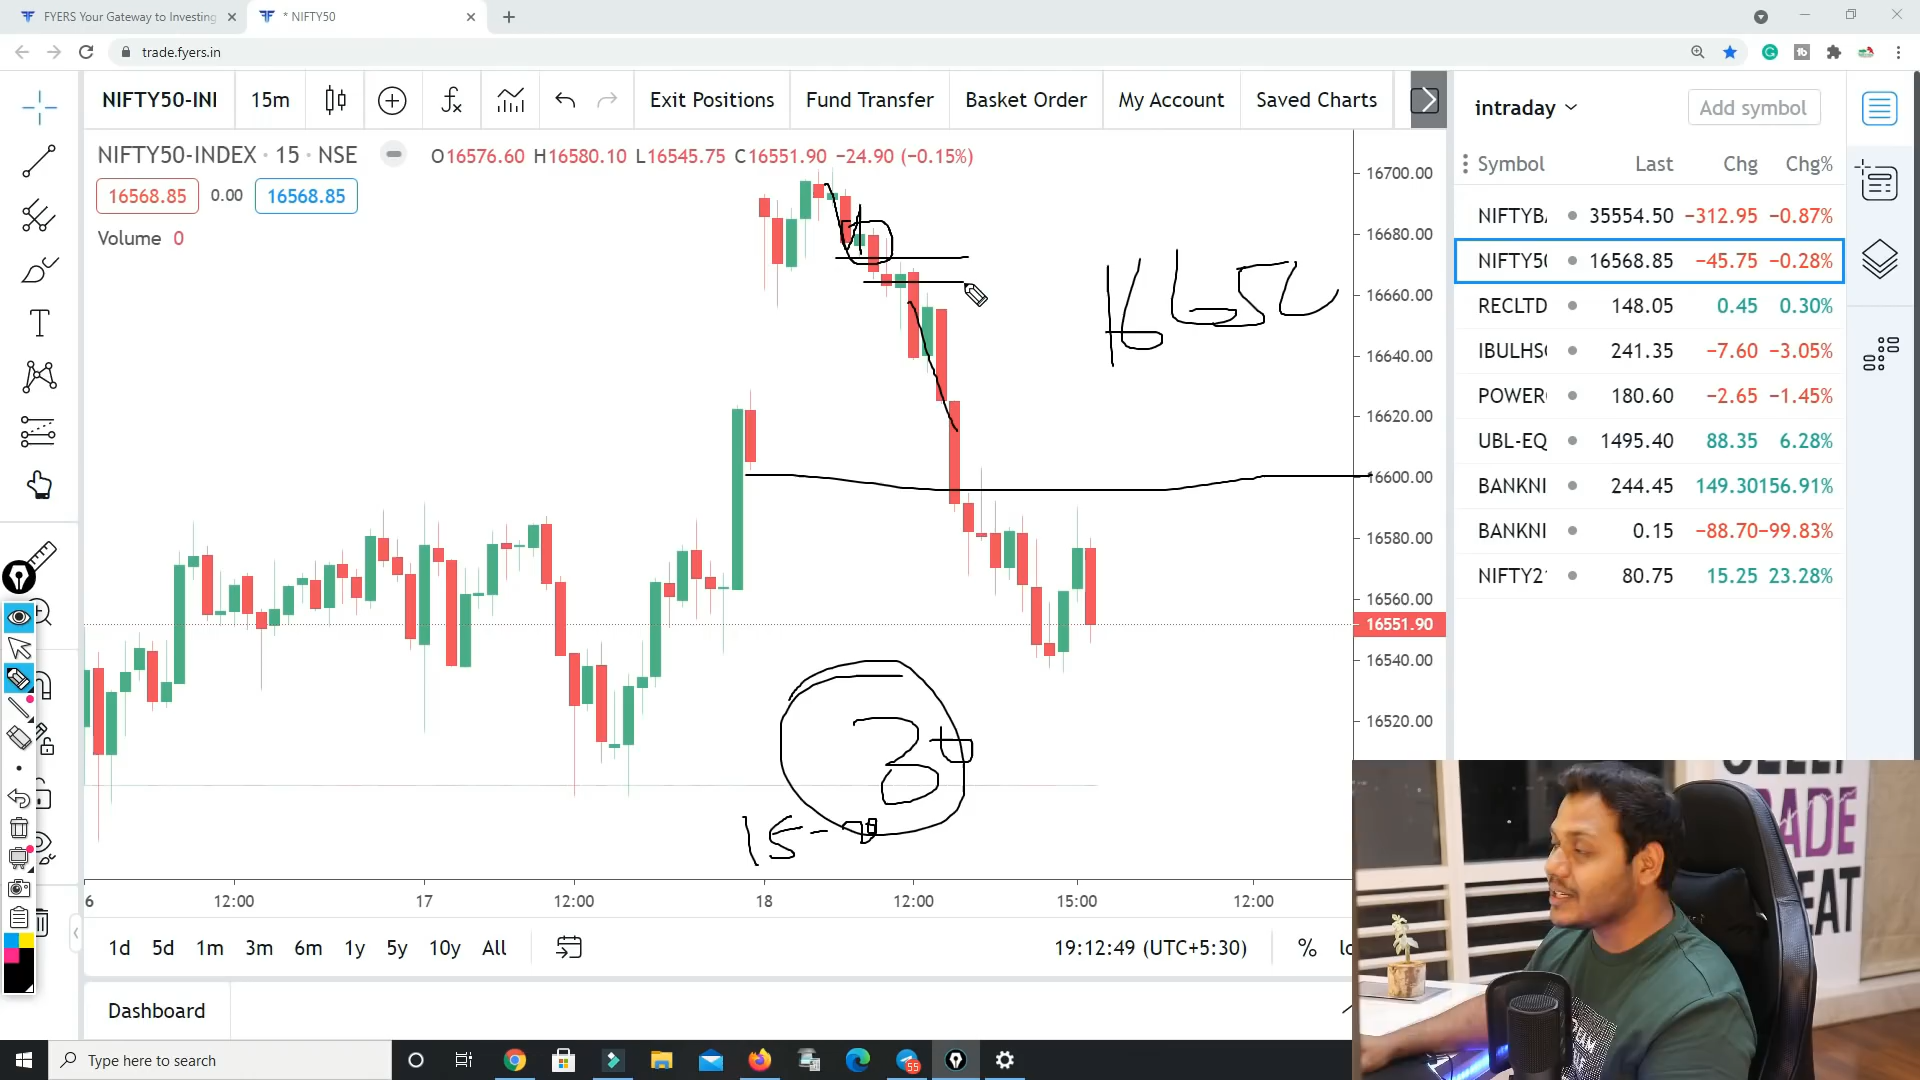 FYERS Your Gateway to Investing
* NIFTY50
trade.fyers.in
NIFTY50-INI
15m
Exit Positions
Fund Transfer
Basket Order
My Account
Saved Charts
NIFTY50-INDEX · 15 · NSE
O16576.60 H16580.10 L16545.75 C16551.90 −24.90 (−0.15%)
16568.85 0.00 16568.85
Volume 0
16700.00
16680.00
16660.00
16640.00
16620.00
16600.00
16580.00
16560.00
16551.90
16540.00
16520.00
16650
6 12:00 17 12:00 18 12:00 15:00 12:00
1d 5d 1m 3m 6m 1y 5y 10y All
19:12:49 (UTC+5:30)
%
Dashboard
intraday
Add symbol
Symbol Last Chg Chg%
NIFTYB 35554.50 −312.95 −0.87%
NIFTY50 16568.85 −45.75 −0.28%
RECLTD 148.05 0.45 0.30%
IBULHS 241.35 −7.60 −3.05%
POWER 180.60 −2.65 −1.45%
UBL-EQ 1495.40 88.35 6.28%
BANKNI 244.45 149.30 156.91%
BANKNI 0.15 −88.70 −99.83%
NIFTY2 80.75 15.25 23.28%
Type here to search
55